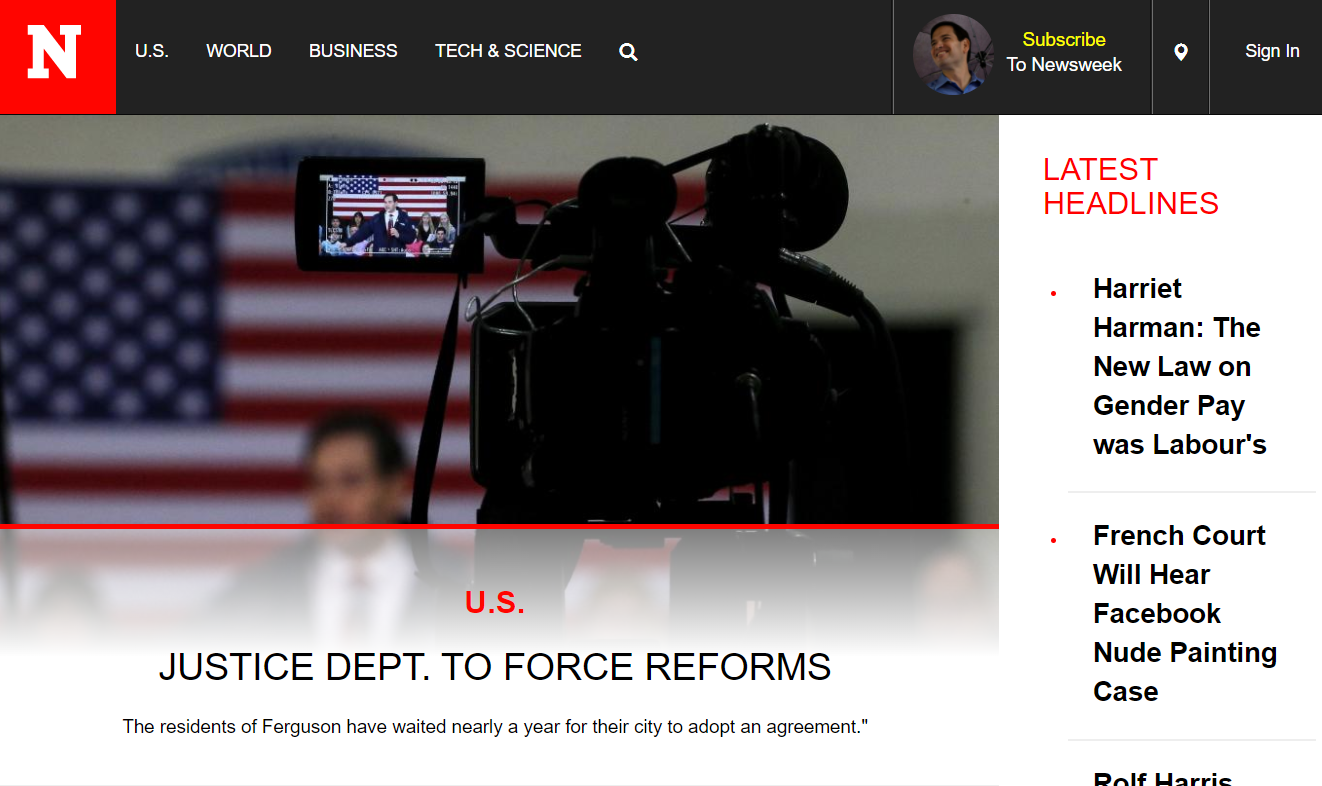 N
U.S.
WORLD
BUSINESS
TECH & SCIENCE
Subscribe
To Newsweek
Sign In
U.S.
JUSTICE DEPT. TO FORCE REFORMS
The residents of Ferguson have waited nearly a year for their city to adopt an agreement."
LATEST
HEADLINES
Harriet
Harman: The
New Law on
Gender Pay
was Labour's
French Court
Will Hear
Facebook
Nude Painting
Case
Rolf Harris